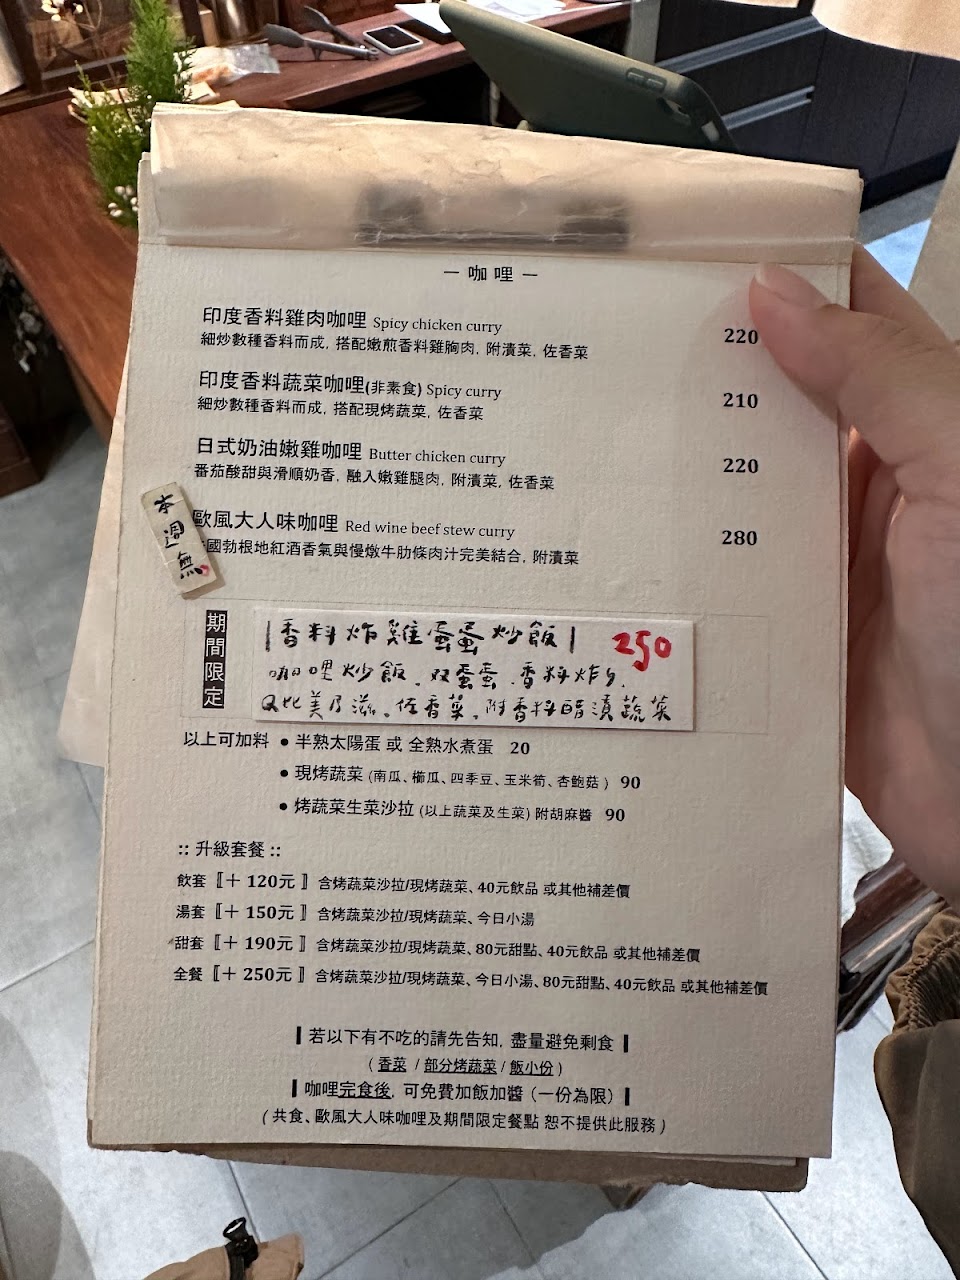 — 咖哩 —
印度香料雞肉咖哩 Spicy chicken curry 220
細炒數種香料而成, 搭配嫩煎香料雞胸肉, 附漬菜, 佐香菜
印度香料蔬菜咖哩(非素食) Spicy curry 210
細炒數種香料而成, 搭配現烤蔬菜, 佐香菜
日式奶油嫩雞咖哩 Butter chicken curry 220
番茄酸甜與滑順奶香, 融入嫩雞腿肉, 附漬菜, 佐香菜
本週無
歐風大人味咖哩 Red wine beef stew curry 280
國勃根地紅酒香氣與慢燉牛肋條肉汁完美結合, 附漬菜
期間限定
|香料炸雞蛋蛋炒飯| 250
咖哩炒飯、双蛋蛋、香料炸
美乃滋、佐香菜、附香料醋漬蔬菜
以上可加料 ● 半熟太陽蛋 或 全熟水煮蛋 20
● 現烤蔬菜 (南瓜、櫛瓜、四季豆、玉米筍、杏鮑菇 ) 90
● 烤蔬菜生菜沙拉 (以上蔬菜及生菜) 附胡麻醬 90
:: 升級套餐 ::
飲套〚＋ 120元 〛含烤蔬菜沙拉/現烤蔬菜、40元飲品 或其他補差價
湯套〚＋ 150元 〛含烤蔬菜沙拉/現烤蔬菜、今日小湯
甜套〚＋ 190元 〛含烤蔬菜沙拉/現烤蔬菜、80元甜點、40元飲品 或其他補差價
全餐〚＋ 250元 〛含烤蔬菜沙拉/現烤蔬菜、今日小湯、80元甜點、40元飲品 或其他補差價
▎若以下有不吃的請先告知, 盡量避免剩食▕
( 香菜 / 部分烤蔬菜 / 飯小份 )
▎咖哩完食後, 可免費加飯加醬 (一份為限) ▎
( 共食、歐風大人味咖哩及期間限定餐點 恕不提供此服務 )